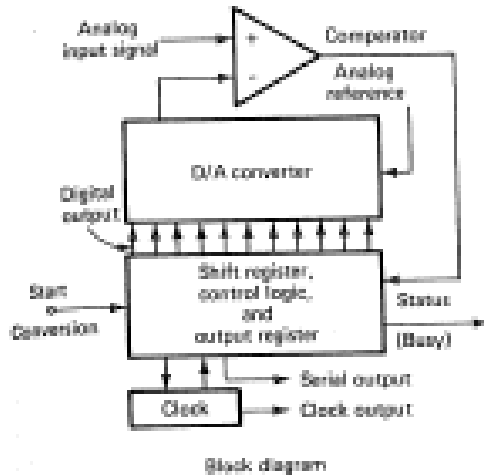 Analog
input signal
+
-
Comparator
Analog
reference
D/A converter
Digital
output
Shift register,
control logic,
and
output register
Start
Conversion
Status
(Busy)
Serial output
Clock
Clock output
Block diagram